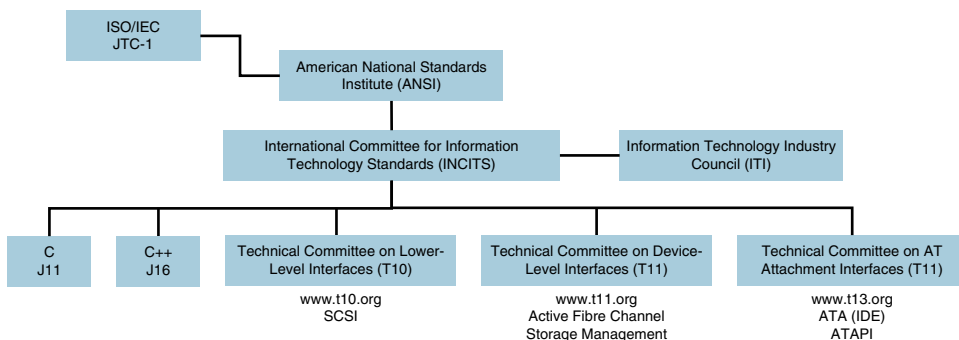 ISO/IEC
JTC-1
American National Standards
Institute (ANSI)
International Committee for Information
Technology Standards (INCITS)
Information Technology Industry
Council (ITI)
C
J11
C++
J16
Technical Committee on Lower-
Level Interfaces (T10)
Technical Committee on Device-
Level Interfaces (T11)
Technical Committee on AT
Attachment Interfaces (T11)
www.t10.org
SCSI
www.t11.org
Active Fibre Channel
Storage Management
www.t13.org
ATA (IDE)
ATAPI